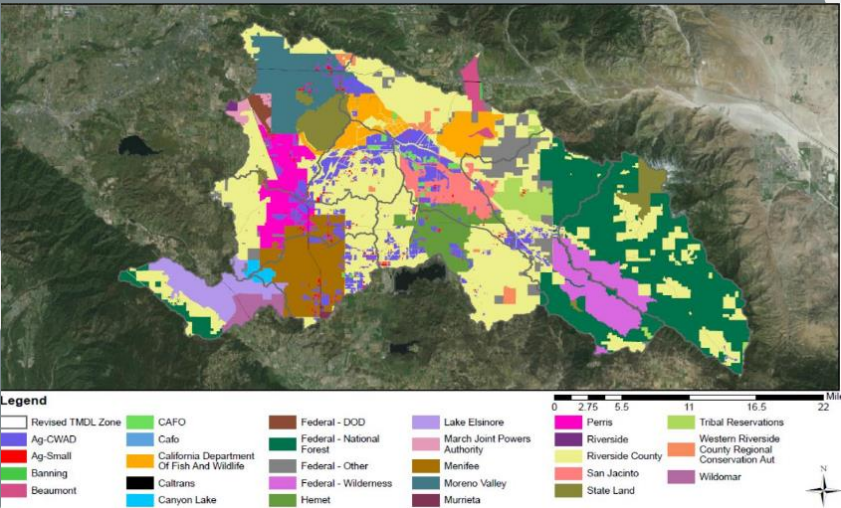 Legend
Mile
0 2.75 5.5 11 16.5 22
Revised TMDL Zone
Ag-CWAD
Ag-Small
Banning
Beaumont
CAFO
Cafo
California Department
Of Fish And Wildlife
Caltrans
Canyon Lake
Federal - DOD
Federal - National
Forest
Federal - Other
Federal - Wilderness
Hemet
Lake Elsinore
March Joint Powers
Authority
Menifee
Moreno Valley
Murrieta
Perris
Riverside
Riverside County
San Jacinto
State Land
Tribal Reservations
Western Riverside
County Regional
Conservation Aut
Wildomar
N